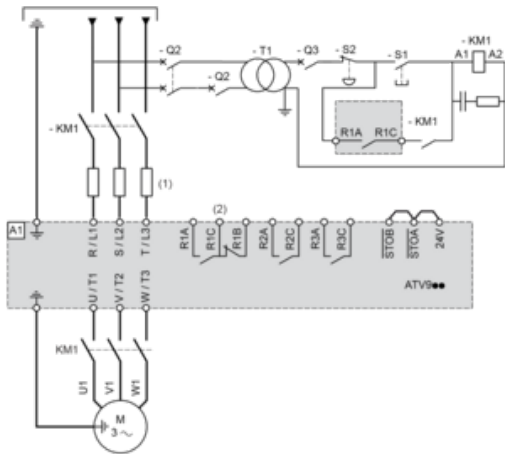 - Q2
- T1
- Q3
- S2
- S1
- KM1
A1
A2
- Q2
- KM1
R1A
R1C
- KM1
(1)
(2)
A1
R / L1
S / L2
T / L3
R1A
R1C
R1B
R2A
R2C
R3A
R3C
STOB
STOA
24V
U / T1
V / T2
W / T3
ATV9●●
KM1
U1
V1
W1
M
3 ~